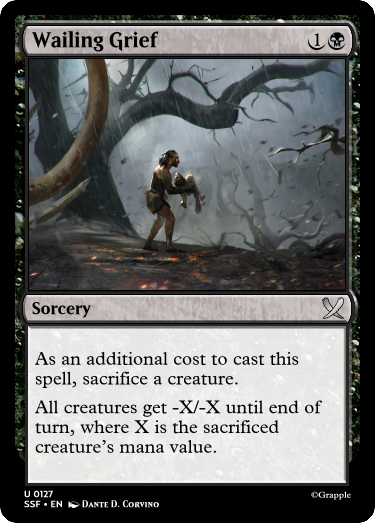 Wailing Grief 1
Sorcery
As an additional cost to cast this
spell, sacrifice a creature.
All creatures get -X/-X until end of
turn, where X is the sacrificed
creature's mana value.
U 0127
SSF • EN Dante D. Corvino
©Grapple